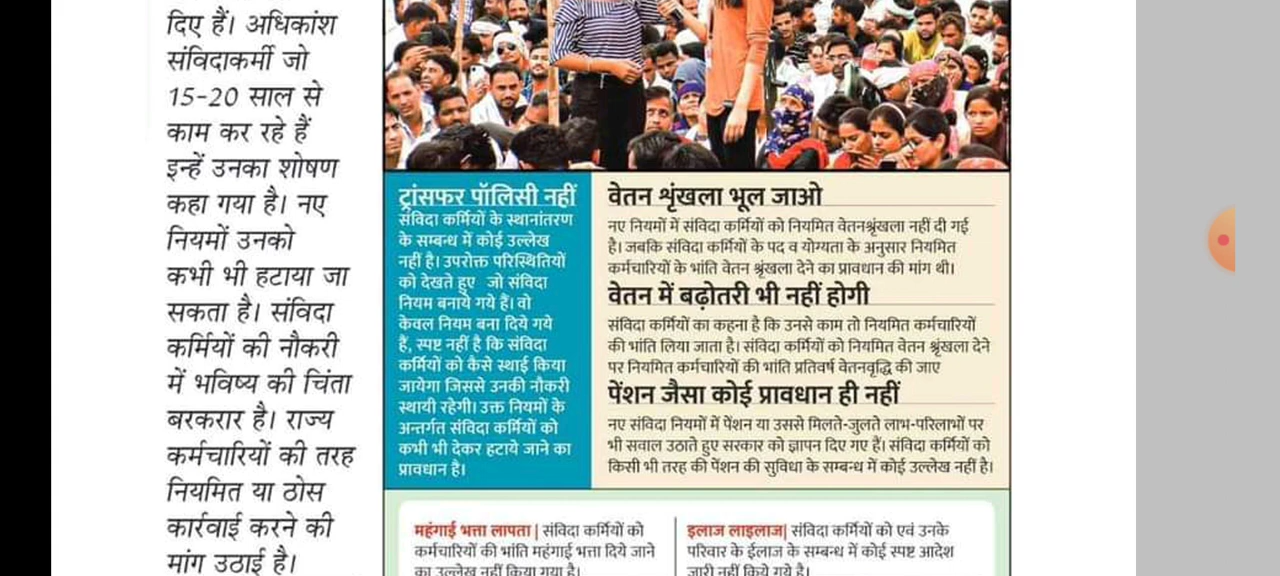 दिए हैं। अधिकांश
संविदाकर्मी जो
15-20 साल से
काम कर रहे हैं
इन्हें उनका शोषण
कहा गया है। नए
नियमों उनको
कभी भी हटाया जा
सकता है। संविदा
कर्मियों की नौकरी
में भविष्य की चिंता
बरकरार है। राज्य
कर्मचारियों की तरह
नियमित या ठोस
कार्रवाई करने की
मांग उठाई है।
ट्रांसफर पॉलिसी नहीं
संविदा कर्मियों के स्थानांतरण
के सम्बन्ध में कोई उल्लेख
नहीं है। उपरोक्त परिस्थितियों
को देखते हुए जो संविदा
नियम बनाये गये हैं। वो
केवल नियम बना दिये गये
हैं, स्पष्ट नहीं है कि संविदा
कर्मियों को कैसे स्थाई किया
जायेगा जिससे उनकी नौकरी
स्थायी रहेगी। उक्त नियमों के
अन्तर्गत संविदा कर्मियों को
कभी भी देकर हटाये जाने का
प्रावधान है।
वेतन श्रृंखला भूल जाओ
नए नियमों में संविदा कर्मियों को नियमित वेतनश्रृंखला नहीं दी गई
है। जबकि संविदा कर्मियों के पद व योग्यता के अनुसार नियमित
कर्मचारियों के भांति वेतन श्रृंखला देने का प्रावधान की मांग थी।
वेतन में बढ़ोतरी भी नहीं होगी
संविदा कर्मियों का कहना है कि उनसे काम तो नियमित कर्मचारियों
की भांति लिया जाता है। संविदा कर्मियों को नियमित वेतन श्रृंखला देने
पर नियमित कर्मचारियों की भांति प्रतिवर्ष वेतनवृद्धि की जाए
पेंशन जैसा कोई प्रावधान ही नहीं
नए संविदा नियमों में पेंशन या उससे मिलते-जुलते लाभ-परिलाभों पर
भी सवाल उठाते हुए सरकार को ज्ञापन दिए गए हैं। संविदा कर्मियों को
किसी भी तरह की पेंशन की सुविधा के सम्बन्ध में कोई उल्लेख नहीं है।
महंगाई भत्ता लापता | संविदा कर्मियों को
कर्मचारियों की भांति महंगाई भत्ता दिये जाने
का उल्लेख नहीं किया गया है।
इलाज लाइलाज| संविदा कर्मियों को एवं उनके
परिवार के ईलाज के सम्बन्ध में कोई स्पष्ट आदेश
जारी नहीं किये गये है।